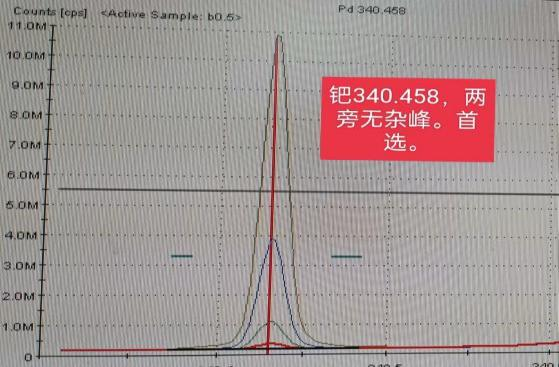 Counts [cps] <Active Sample: b0.5>
Pd 340.458
11.0M
10.0M
9.0M
8.0M
7.0M
6.0M
5.0M
4.0M
3.0M
2.0M
1.0M
0
钯340.458，两
旁无杂峰。首
选。